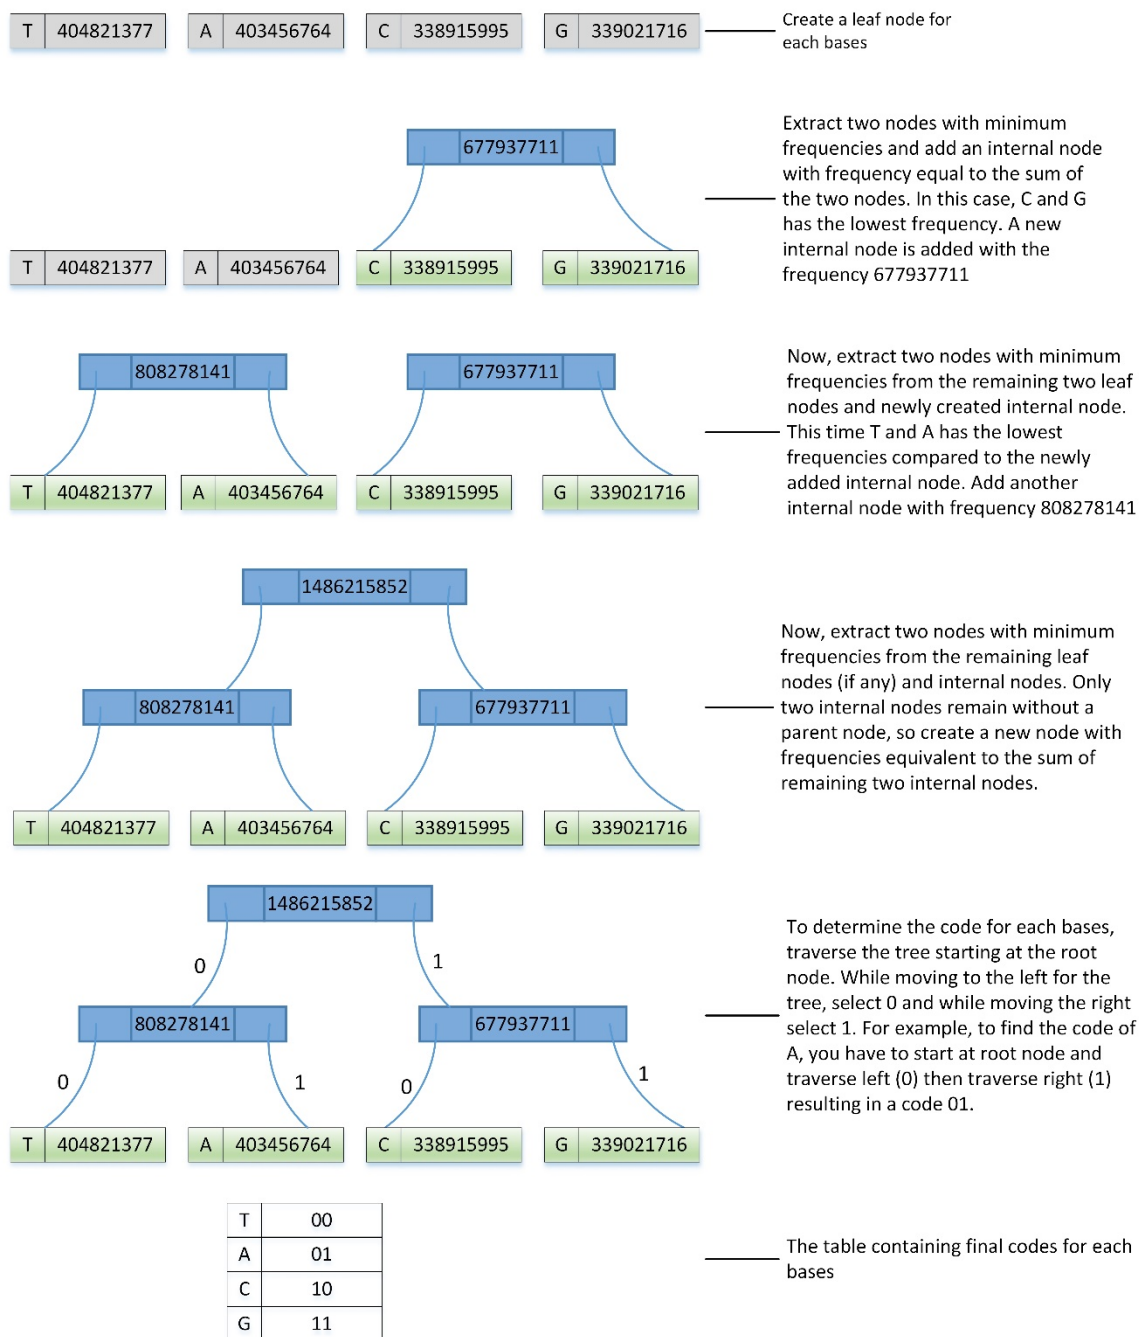 T 404821377 A 403456764 C 338915995 G 339021716
Create a leaf node for
each bases
677937711
T 404821377 A 403456764 C 338915995 G 339021716
Extract two nodes with minimum
frequencies and add an internal node
with frequency equal to the sum of
the two nodes. In this case, C and G
has the lowest frequency. A new
internal node is added with the
frequency 677937711
808278141 677937711
T 404821377 A 403456764 C 338915995 G 339021716
Now, extract two nodes with minimum
frequencies from the remaining two leaf
nodes and newly created internal node.
This time T and A has the lowest
frequencies compared to the newly
added internal node. Add another
internal node with frequency 808278141
1486215852
808278141 677937711
T 404821377 A 403456764 C 338915995 G 339021716
Now, extract two nodes with minimum
frequencies from the remaining leaf
nodes (if any) and internal nodes. Only
two internal nodes remain without a
parent node, so create a new node with
frequencies equivalent to the sum of
remaining two internal nodes.
1486215852
0 1
808278141 677937711
0 1 0 1
T 404821377 A 403456764 C 338915995 G 339021716
To determine the code for each bases,
traverse the tree starting at the root
node. While moving to the left for the
tree, select 0 and while moving the right
select 1. For example, to find the code of
A, you have to start at root node and
traverse left (0) then traverse right (1)
resulting in a code 01.
T 00
A 01
C 10
G 11
The table containing final codes for each
bases